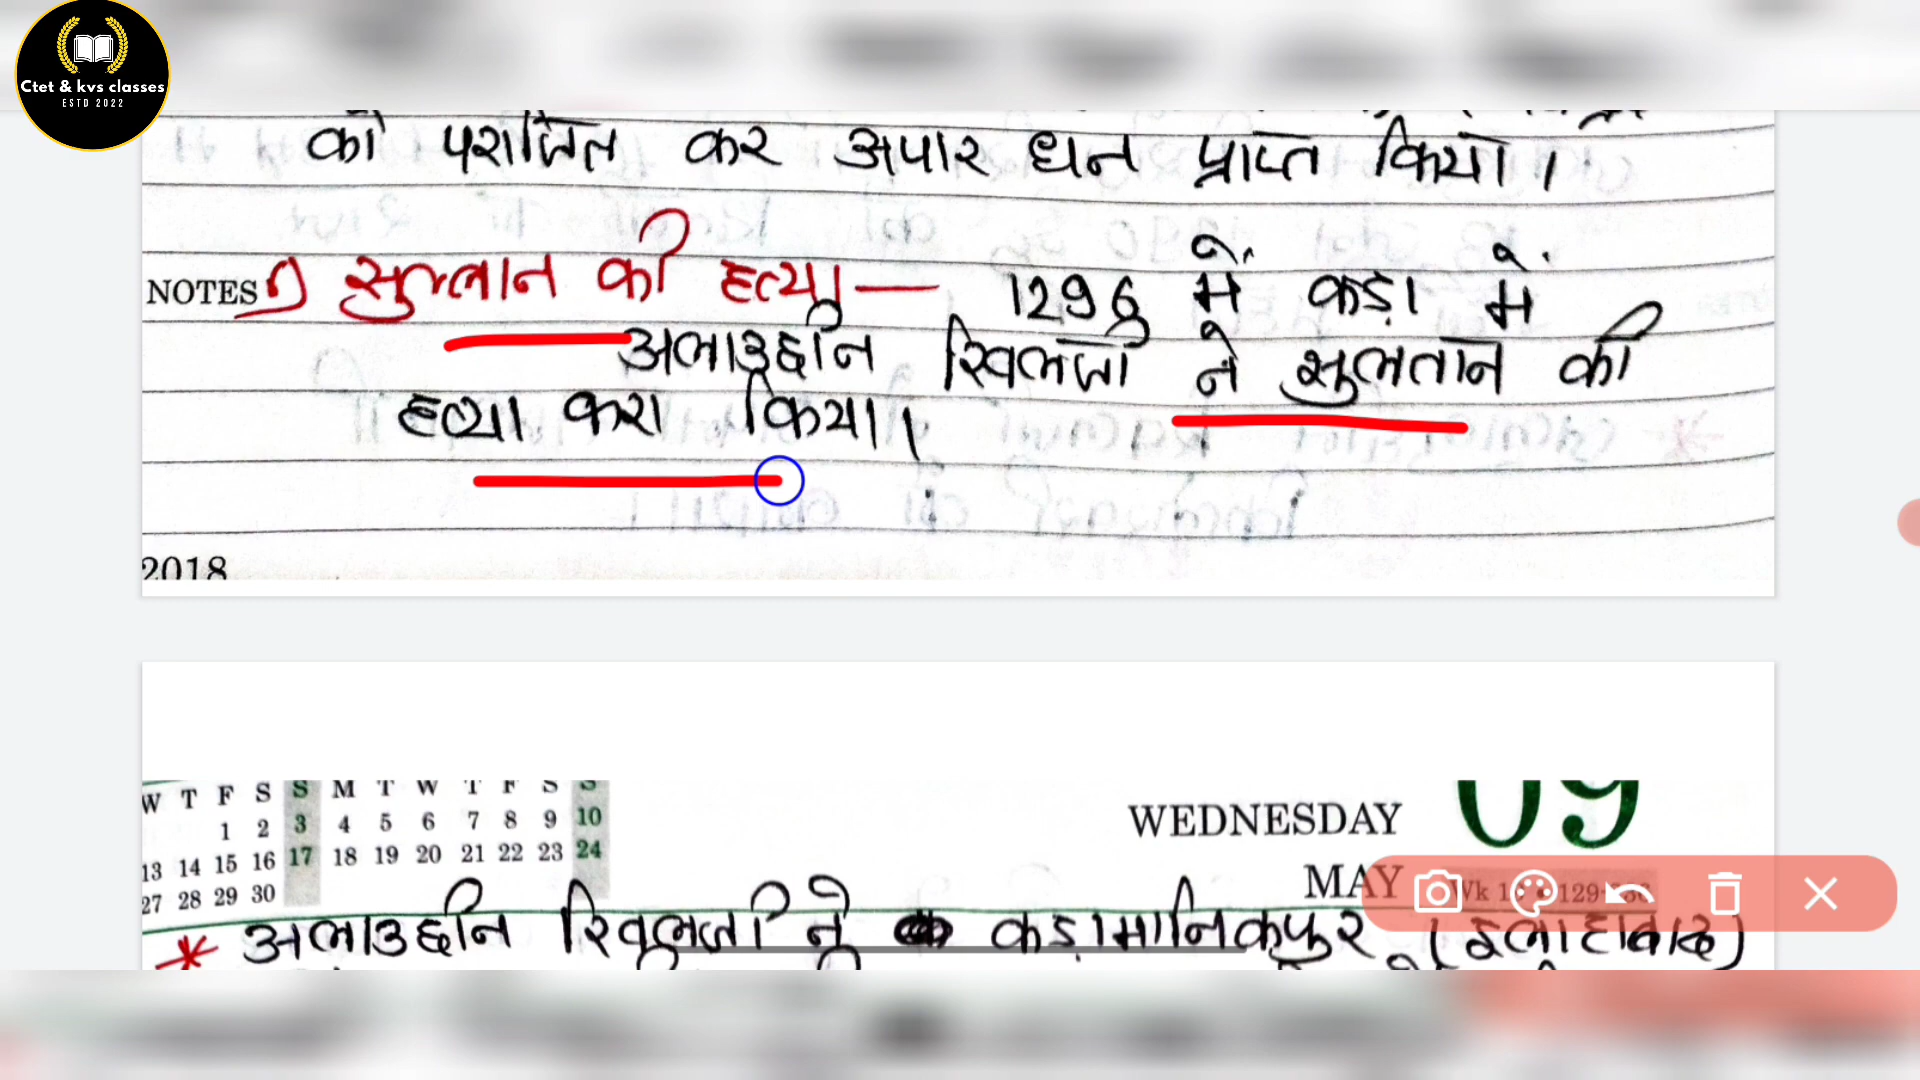 Ctet & kvs classes
ESTD 2022
को पराजित कर अपार धन प्राप्त किया।
NOTES सुल्तान की हत्या — 1296 में कड़ा में
अलाउद्दीन खिलजी ने सुलतान की
हत्या करा किया।
2018
W T F S S M T W T F S S
1 2 3 4 5 6 7 8 9 10
13 14 15 16 17 18 19 20 21 22 23 24
27 28 29 30
WEDNESDAY 09
MAY
* अलाउद्दीन खिलजी ने कड़ामानिकपुर (इलाहाबाद)